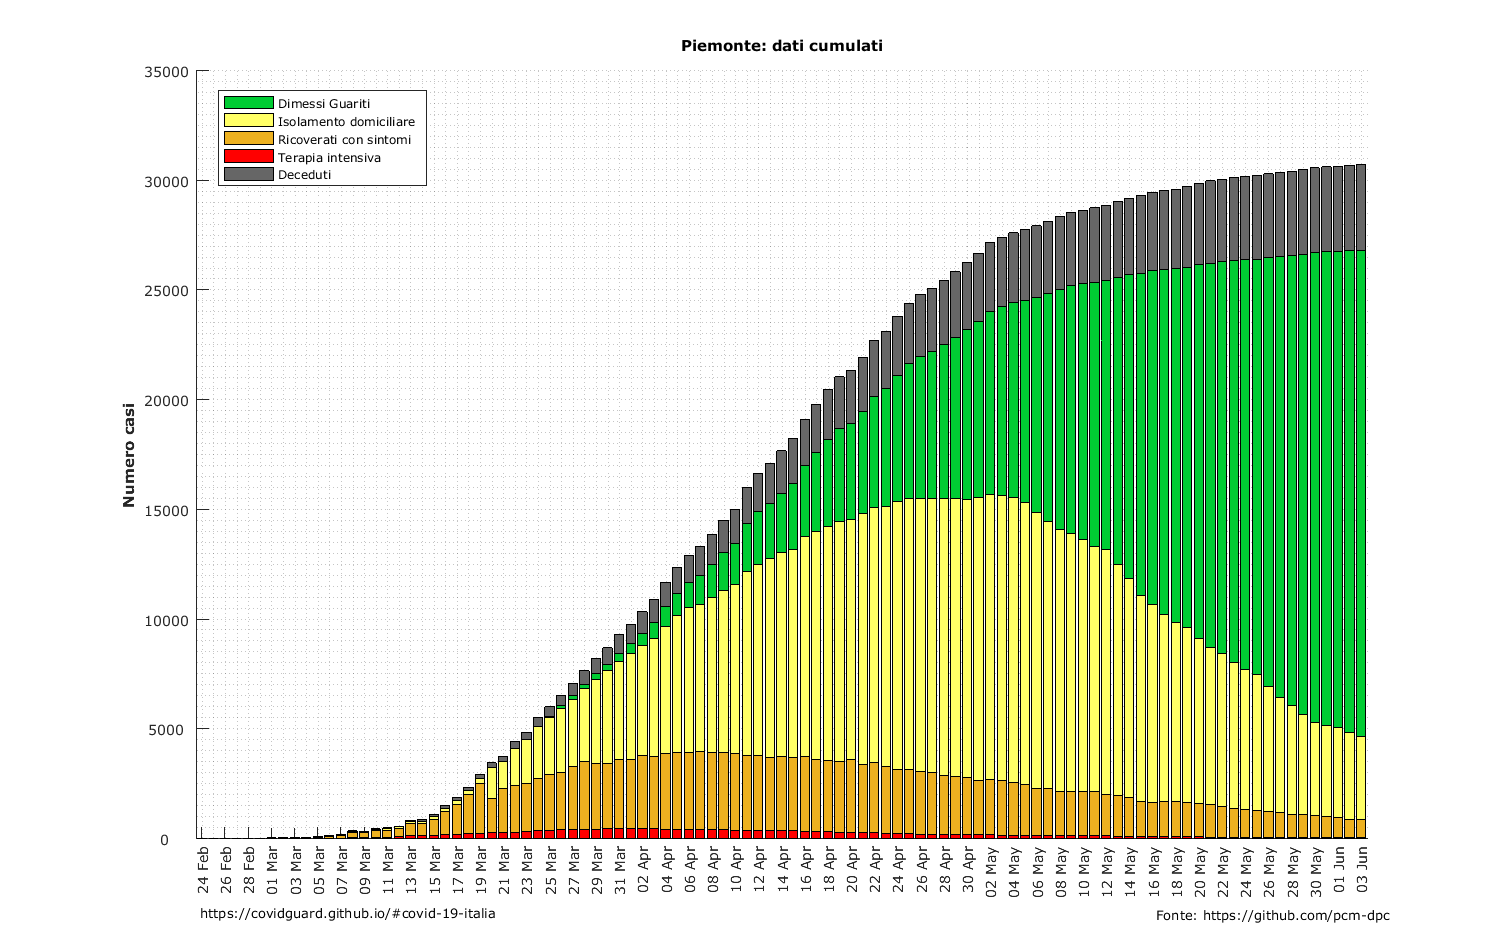 Piemonte: dati cumulati
35000
30000
25000
20000
15000
10000
5000
0
Numero casi
Dimessi Guariti
Isolamento domiciliare
Ricoverati con sintomi
Terapia intensiva
Deceduti
24 Feb
26 Feb
28 Feb
01 Mar
03 Mar
05 Mar
07 Mar
09 Mar
11 Mar
13 Mar
15 Mar
17 Mar
19 Mar
21 Mar
23 Mar
25 Mar
27 Mar
29 Mar
31 Mar
02 Apr
04 Apr
06 Apr
08 Apr
10 Apr
12 Apr
14 Apr
16 Apr
18 Apr
20 Apr
22 Apr
24 Apr
26 Apr
28 Apr
30 Apr
02 May
04 May
06 May
08 May
10 May
12 May
14 May
16 May
18 May
20 May
22 May
24 May
26 May
28 May
30 May
01 Jun
03 Jun
https://covidguard.github.io/#covid-19-italia
Fonte: https://github.com/pcm-dpc